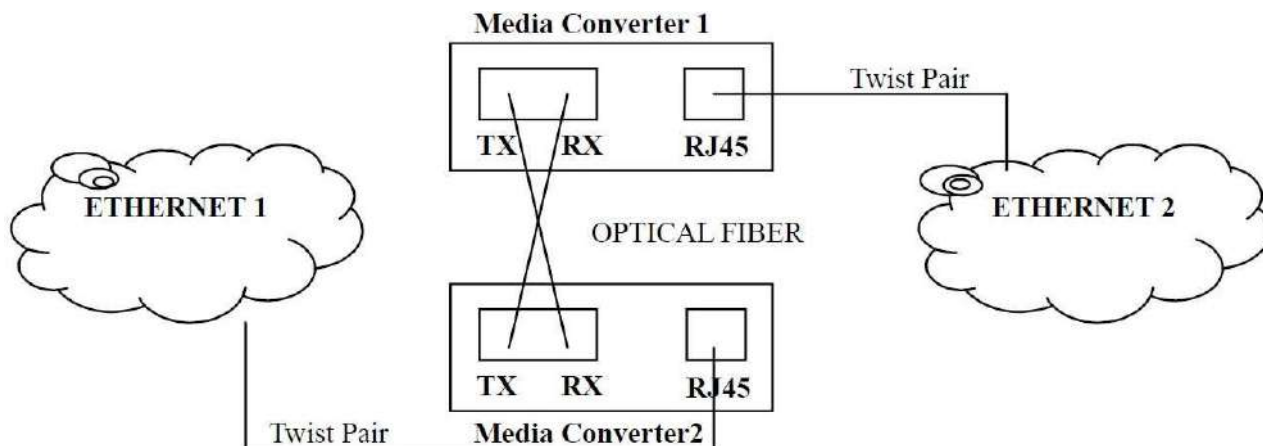 Media Converter 1
Twist Pair
TX RX RJ45
ETHERNET 1
ETHERNET 2
OPTICAL FIBER
TX RX RJ45
Twist Pair
Media Converter2